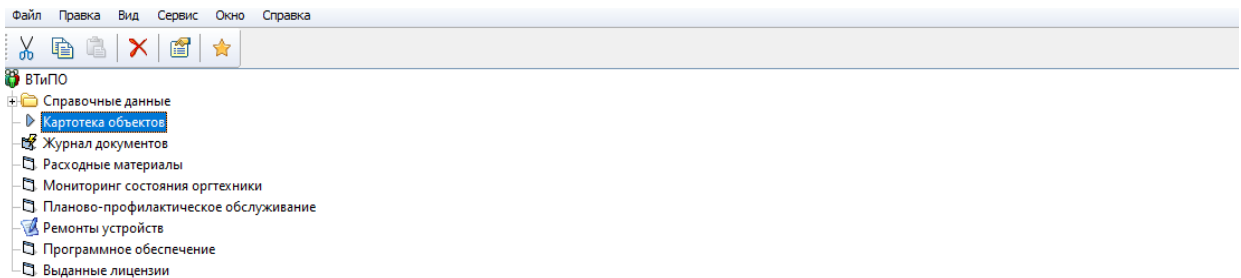 Файл Правка Вид Сервис Окно Справка
ВТиПО
Справочные данные
Картотека объектов
Журнал документов
Расходные материалы
Мониторинг состояния оргтехники
Планово-профилактическое обслуживание
Ремонты устройств
Программное обеспечение
Выданные лицензии